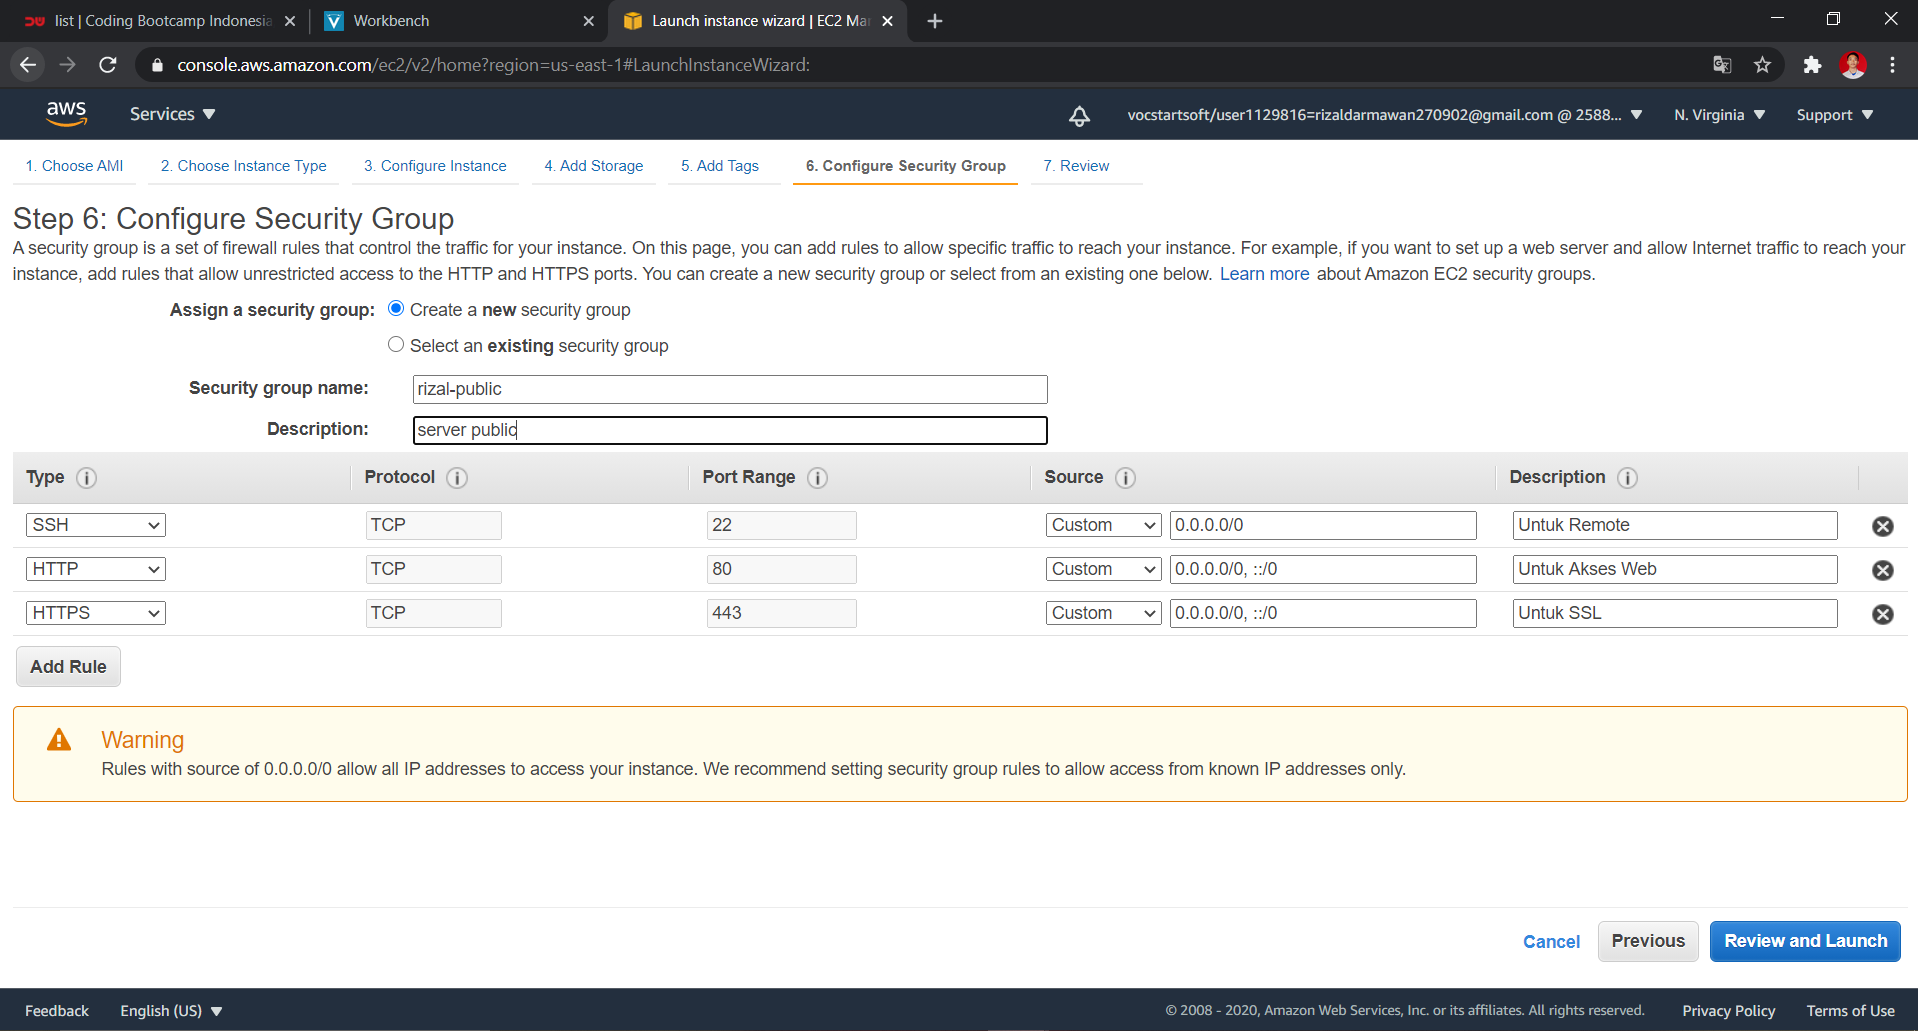 list | Coding Bootcamp Indonesia
Workbench
Launch instance wizard | EC2 Ma
console.aws.amazon.com/ec2/v2/home?region=us-east-1#LaunchInstanceWizard:
aws
Services
vocstartsoft/user1129816=rizaldarmawan270902@gmail.com @ 2588...
N. Virginia
Support
1. Choose AMI
2. Choose Instance Type
3. Configure Instance
4. Add Storage
5. Add Tags
6. Configure Security Group
7. Review
Step 6: Configure Security Group
A security group is a set of firewall rules that control the traffic for your instance. On this page, you can add rules to allow specific traffic to reach your instance. For example, if you want to set up a web server and allow Internet traffic to reach your
instance, add rules that allow unrestricted access to the HTTP and HTTPS ports. You can create a new security group or select from an existing one below. Learn more about Amazon EC2 security groups.
Assign a security group: Create a new security group
Select an existing security group
Security group name: rizal-public
Description: server public
Type Protocol Port Range Source Description
SSH TCP 22 Custom 0.0.0.0/0 Untuk Remote
HTTP TCP 80 Custom 0.0.0.0/0, ::/0 Untuk Akses Web
HTTPS TCP 443 Custom 0.0.0.0/0, ::/0 Untuk SSL
Add Rule
Warning
Rules with source of 0.0.0.0/0 allow all IP addresses to access your instance. We recommend setting security group rules to allow access from known IP addresses only.
Cancel
Previous
Review and Launch
Feedback
English (US)
© 2008 - 2020, Amazon Web Services, Inc. or its affiliates. All rights reserved.
Privacy Policy
Terms of Use